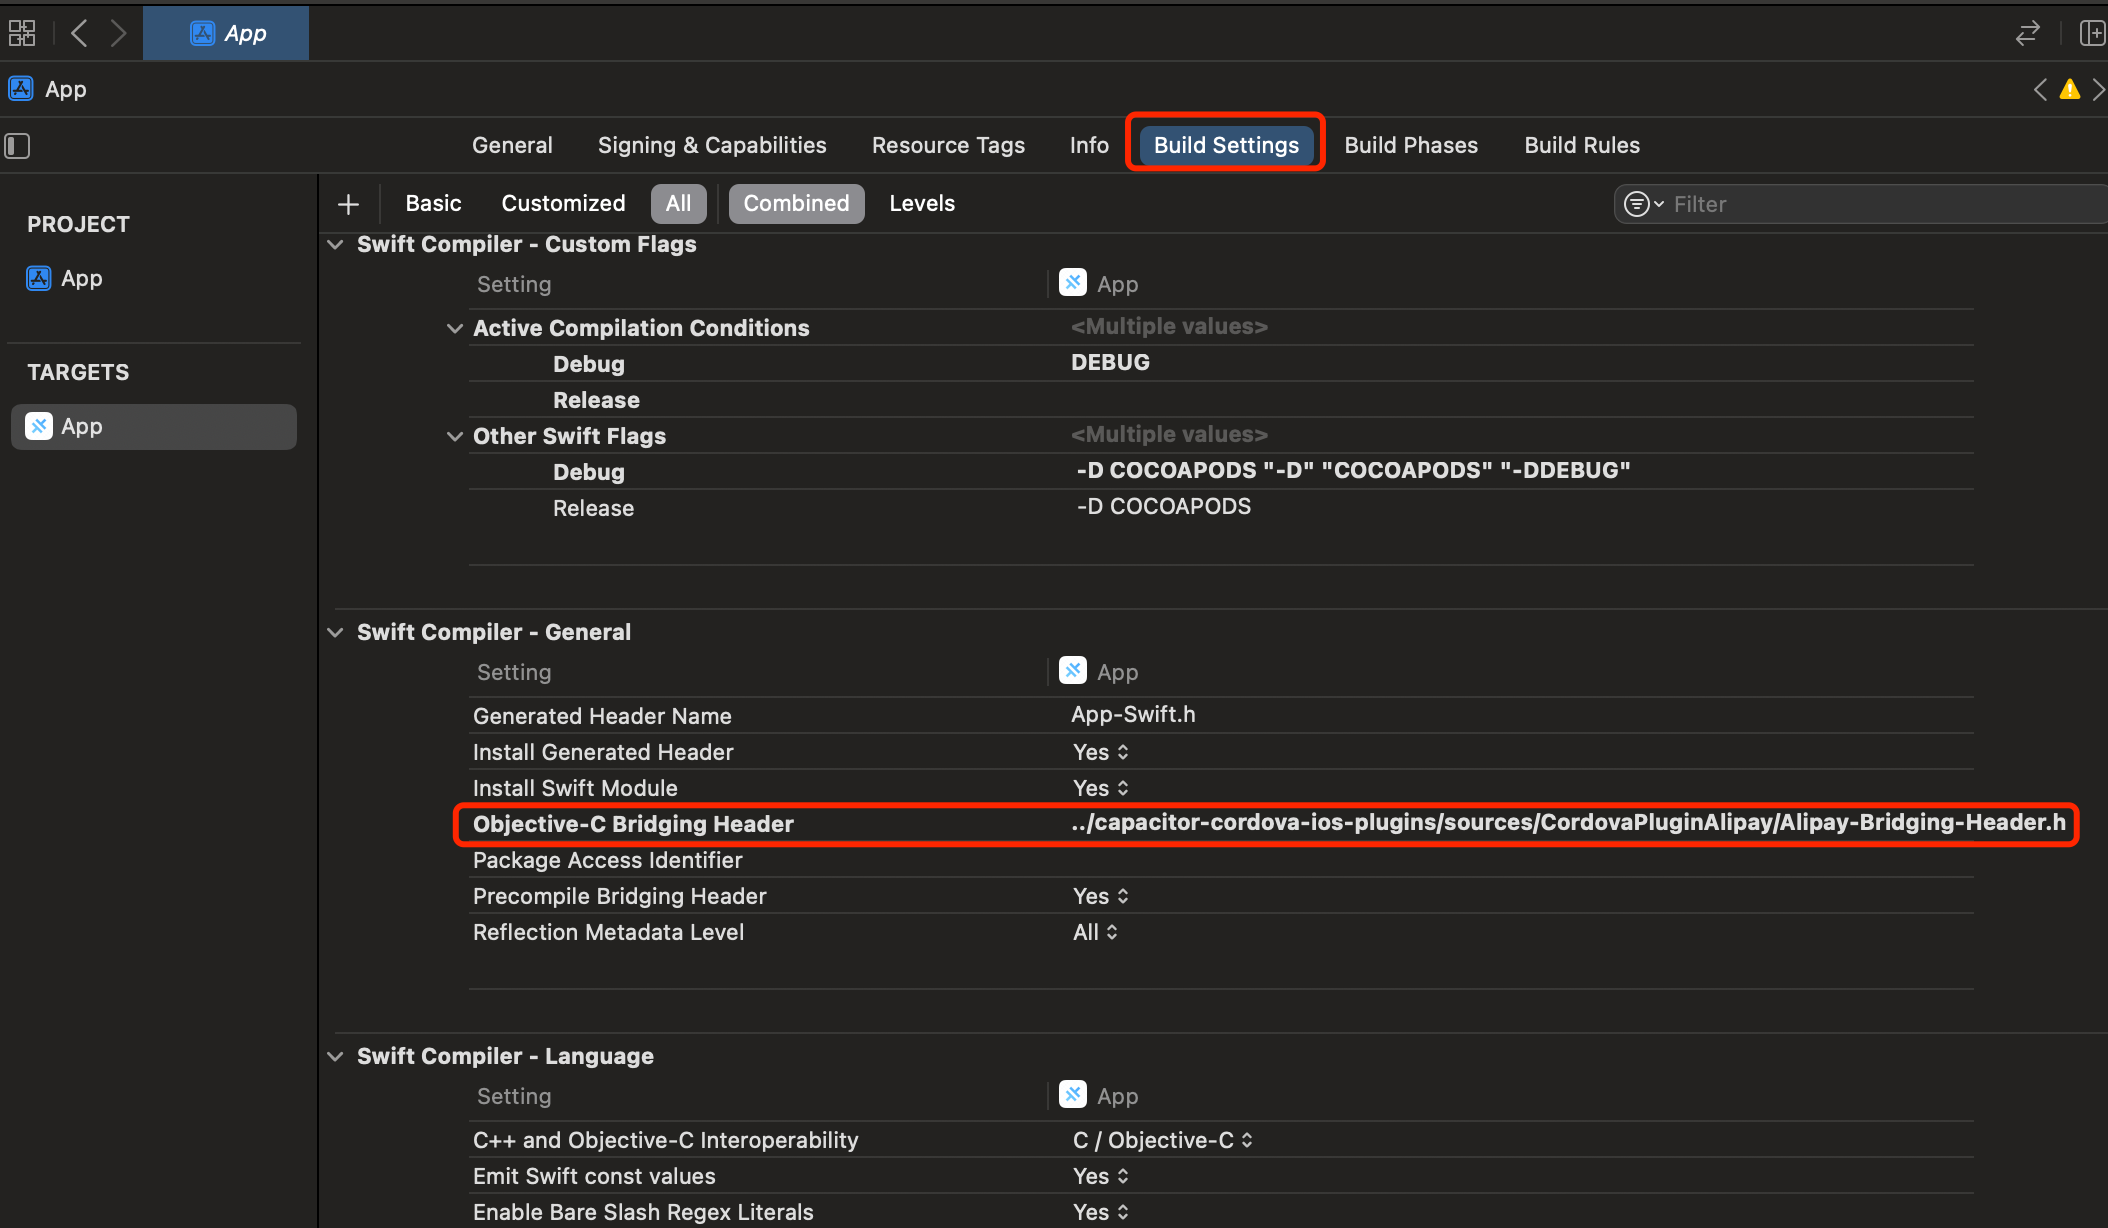 App
App
General Signing & Capabilities Resource Tags Info Build Settings Build Phases Build Rules
Basic Customized All Combined Levels Filter
PROJECT
App
TARGETS
App
Swift Compiler - Custom Flags
Setting App
Active Compilation Conditions <Multiple values>
Debug DEBUG
Release
Other Swift Flags <Multiple values>
Debug -D COCOAPODS "-D" "COCOAPODS" "-DDEBUG"
Release -D COCOAPODS
Swift Compiler - General
Setting App
Generated Header Name App-Swift.h
Install Generated Header Yes
Install Swift Module Yes
Objective-C Bridging Header ../capacitor-cordova-ios-plugins/sources/CordovaPluginAlipay/Alipay-Bridging-Header.h
Package Access Identifier
Precompile Bridging Header Yes
Reflection Metadata Level All
Swift Compiler - Language
Setting App
C++ and Objective-C Interoperability C / Objective-C
Emit Swift const values Yes
Enable Bare Slash Regex Literals Yes